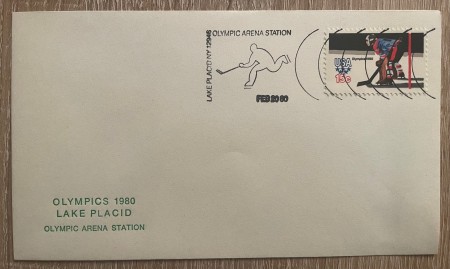 OLYMPIC ARENA STATION
LAKE PLACID NY 12946
FEB 20 80
USA
15c
OLYMPICS 1980
LAKE PLACID
OLYMPIC ARENA STATION